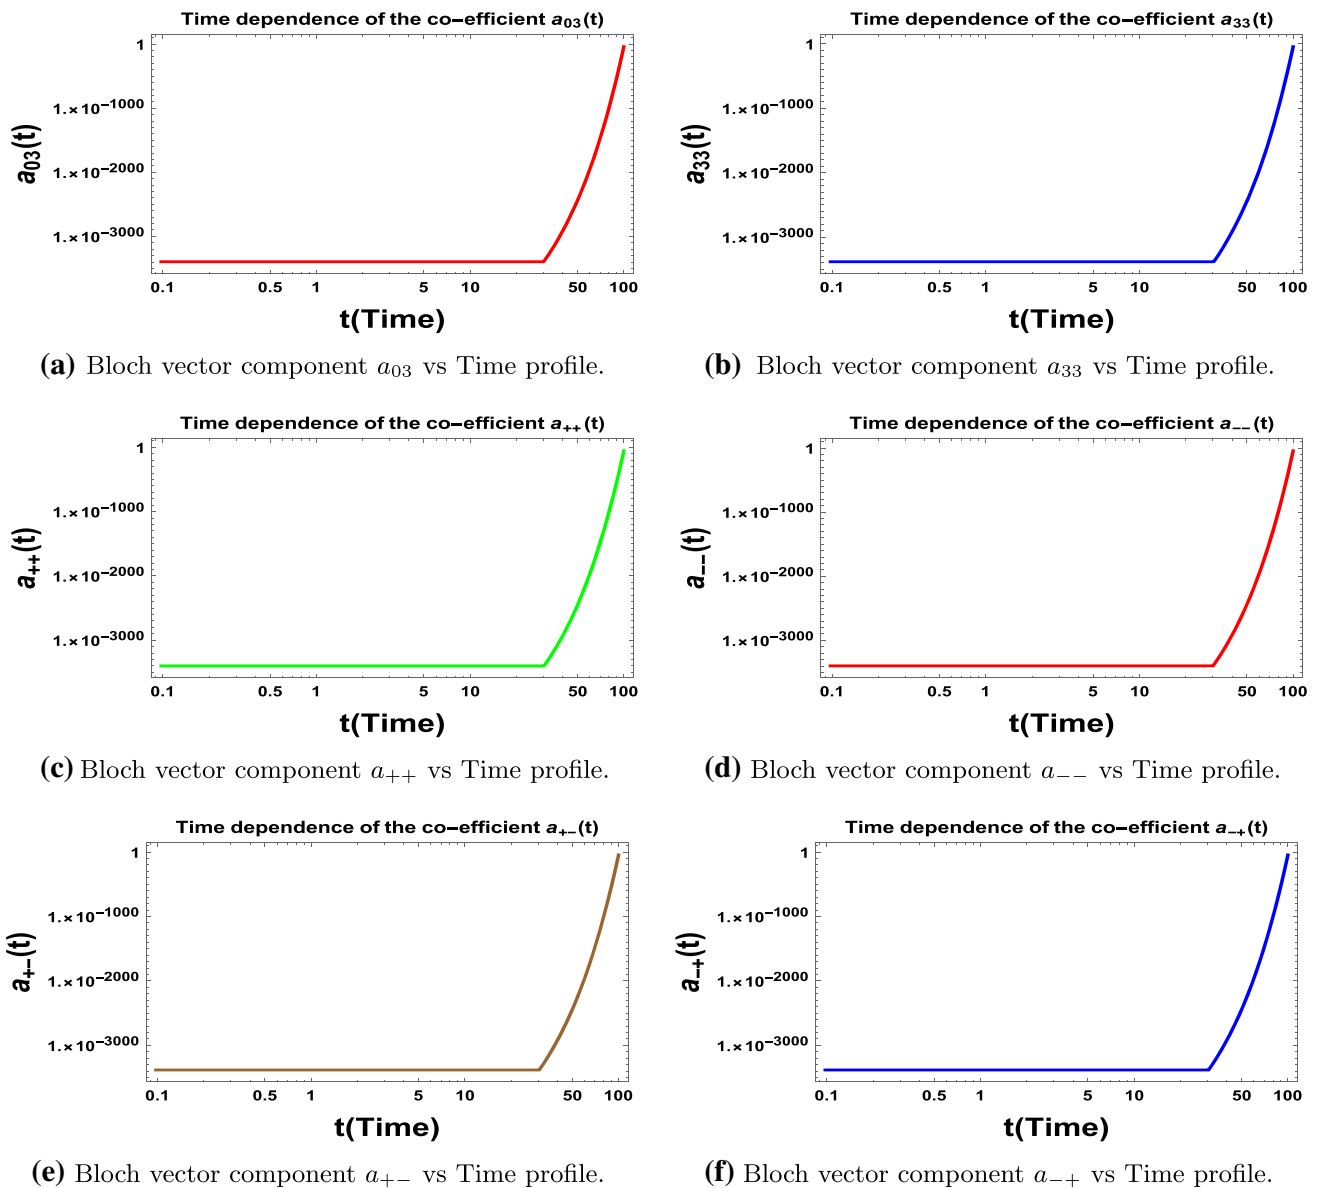 Time dependence of the co−efficient a03(t)
a03(t)
1
1.×10−1000
1.×10−2000
1.×10−3000
0.1 0.5 1 5 10 50 100
t(Time)
(a) Bloch vector component a03 vs Time profile.
Time dependence of the co−efficient a33(t)
a33(t)
1
1.×10−1000
1.×10−2000
1.×10−3000
0.1 0.5 1 5 10 50 100
t(Time)
(b) Bloch vector component a33 vs Time profile.
Time dependence of the co−efficient a++(t)
a++(t)
1
1.×10−1000
1.×10−2000
1.×10−3000
0.1 0.5 1 5 10 50 100
t(Time)
(c) Bloch vector component a++ vs Time profile.
Time dependence of the co−efficient a−−(t)
a−−(t)
1
1.×10−1000
1.×10−2000
1.×10−3000
0.1 0.5 1 5 10 50 100
t(Time)
(d) Bloch vector component a−− vs Time profile.
Time dependence of the co−efficient a+−(t)
a+−(t)
1
1.×10−1000
1.×10−2000
1.×10−3000
0.1 0.5 1 5 10 50 100
t(Time)
(e) Bloch vector component a+− vs Time profile.
Time dependence of the co−efficient a−+(t)
a−+(t)
1
1.×10−1000
1.×10−2000
1.×10−3000
0.1 0.5 1 5 10 50 100
t(Time)
(f) Bloch vector component a−+ vs Time profile.